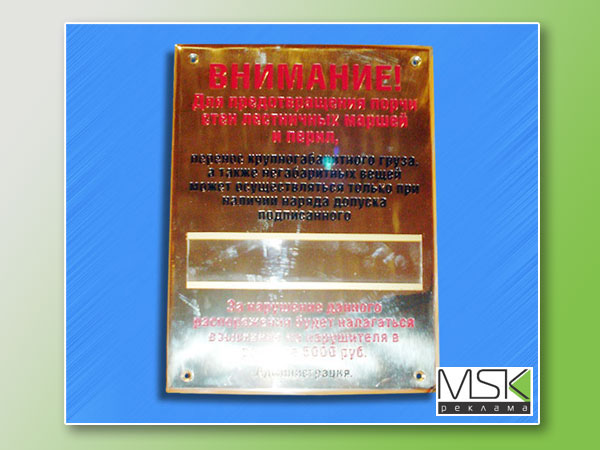 ВНИМАНИЕ!
Для предотвращения порчи
стен лестничных маршей
и перил,
перенос крупногабаритного груза,
а также негабаритных вещей
может осуществляться только при
наличии наряда допуска
подписанного
За нарушение данного
распоряжения будет налагаться
взыскание на нарушителя в
5000 руб.
Администрация.
MSK
реклама